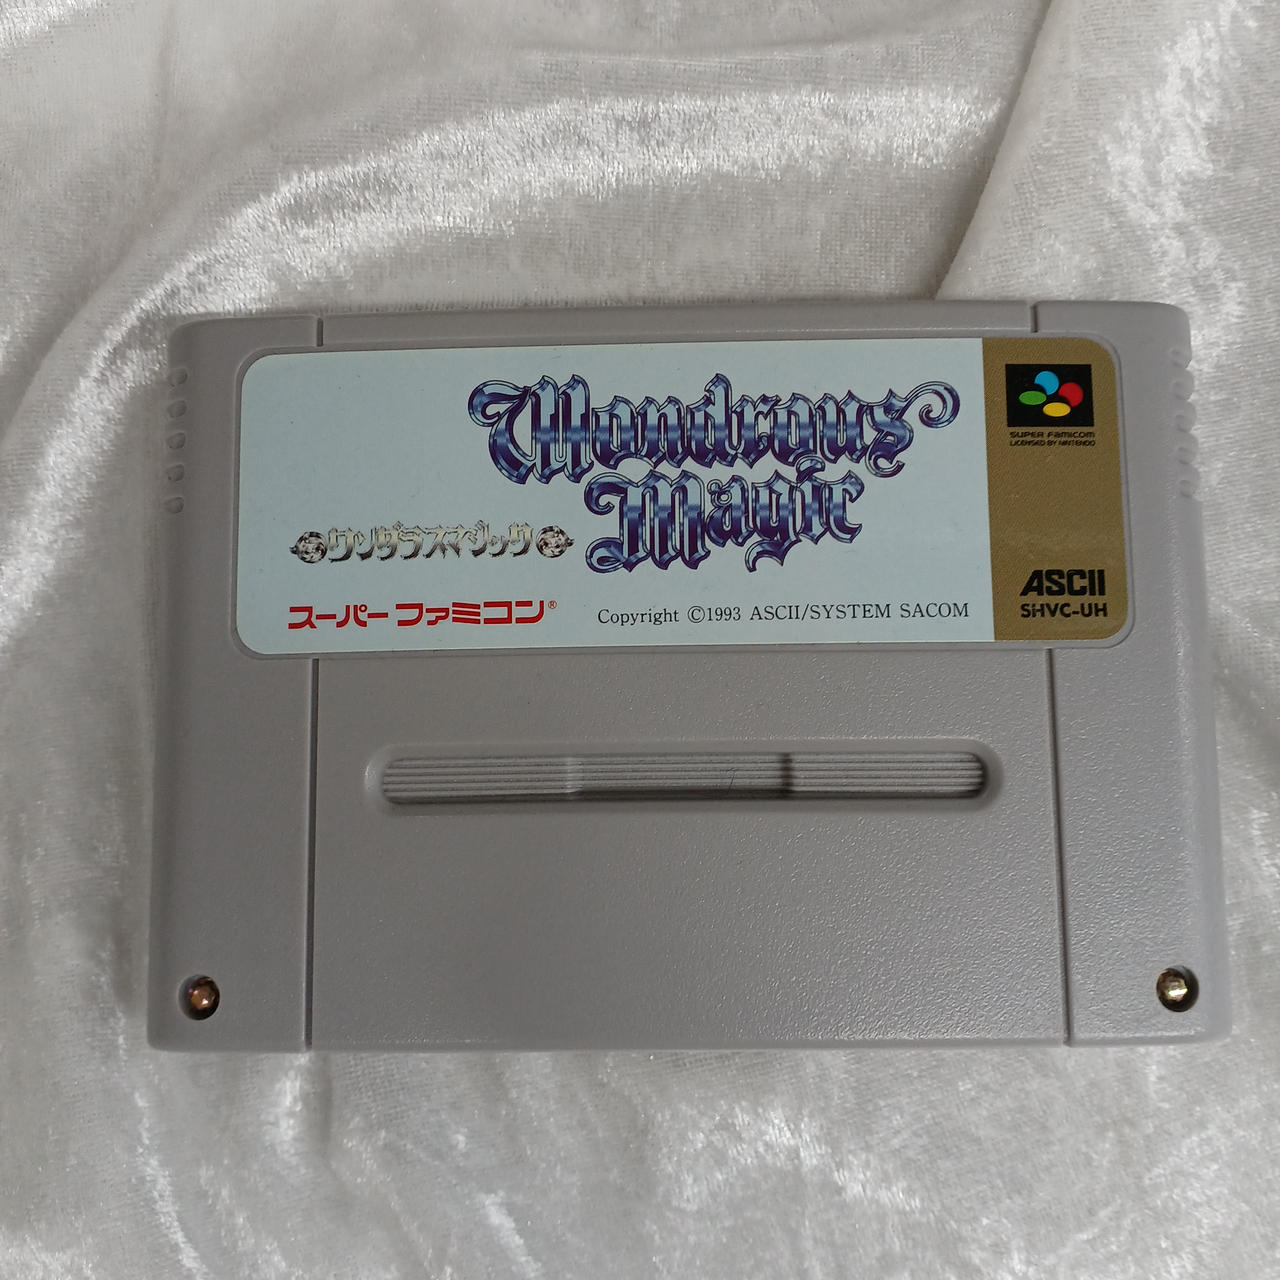 Wondrous
Magic
ワンダラスマジック
スーパーファミコン®
Copyright ©1993 ASCII/SYSTEM SACOM
SUPER FAMICOM
LICENSED BY NINTENDO
ASCII
SHVC-UH